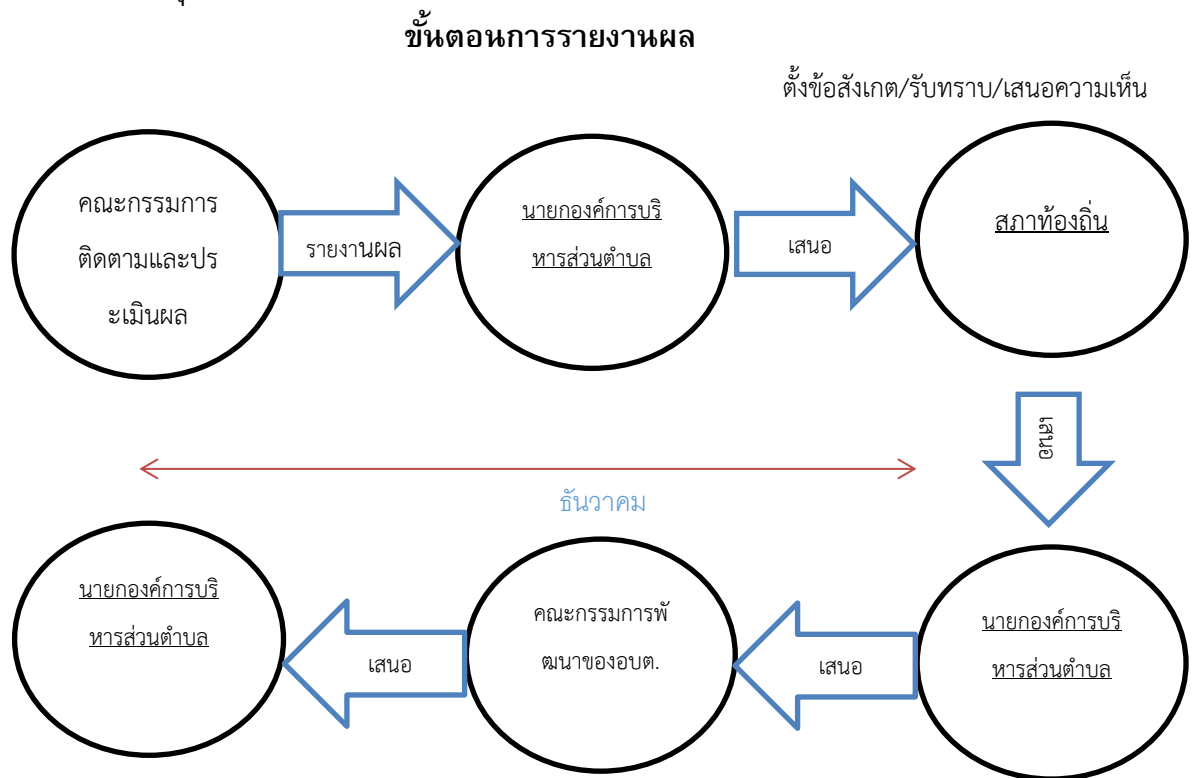 ขั้นตอนการรายงานผล
ตั้งข้อสังเกต/รับทราบ/เสนอความเห็น
คณะกรรมการ
ติดตามและปร
ะเมินผล
รายงานผล
นายกองค์การบริ
หารส่วนตำบล
เสนอ
สภาท้องถิ่น
เสนอ
ธันวาคม
นายกองค์การบริ
หารส่วนตำบล
เสนอ
คณะกรรมการพั
ฒนาของอบต.
เสนอ
นายกองค์การบริ
หารส่วนตำบล